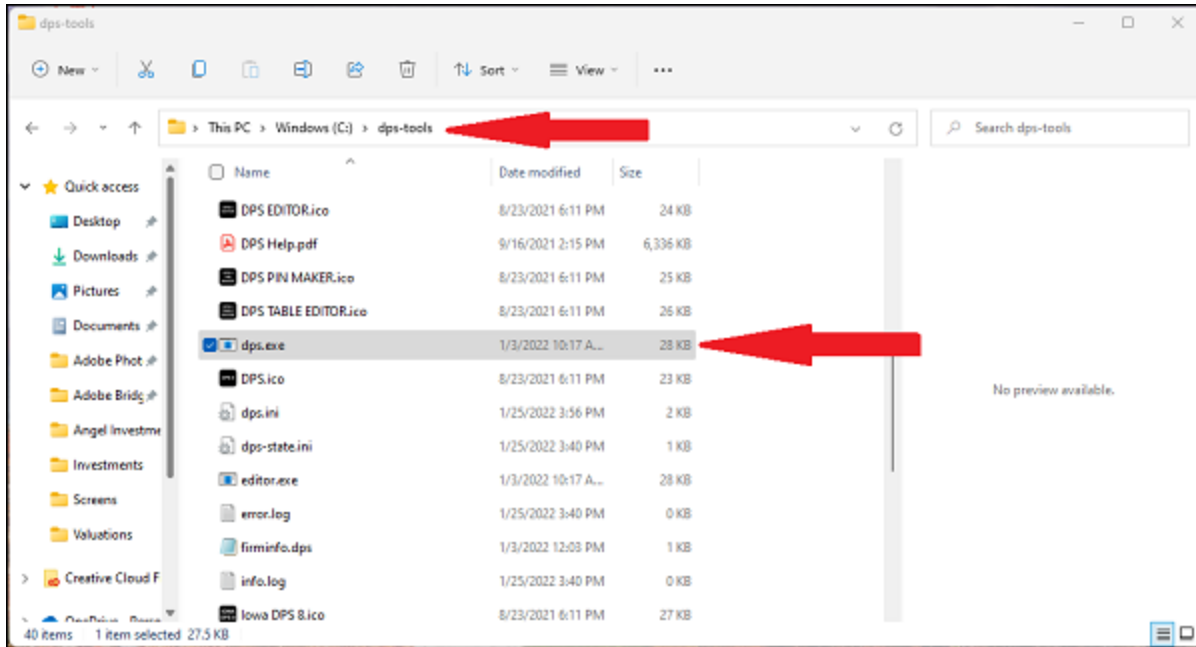 dps-tools
New
Sort
View
This PC > Windows (C:) > dps-tools
Search dps-tools
Quick access
Desktop
Downloads
Pictures
Documents
Adobe Phot
Adobe Bridg
Angel Investme
Investments
Screens
Valuations
Creative Cloud F
Name Date modified Size
DPS EDITOR.ico 8/23/2021 6:11 PM 24 KB
DPS Help.pdf 9/16/2021 2:15 PM 6,336 KB
DPS PIN MAKER.ico 8/23/2021 6:11 PM 25 KB
DPS TABLE EDITOR.ico 8/23/2021 6:11 PM 26 KB
dps.exe 1/3/2022 10:17 A... 28 KB
DPS.ico 8/23/2021 6:11 PM 23 KB
dps.ini 1/25/2022 3:56 PM 2 KB
dps-state.ini 1/25/2022 3:40 PM 1 KB
editor.exe 1/3/2022 10:17 A... 28 KB
error.log 1/25/2022 3:40 PM 0 KB
firminfo.dps 1/3/2022 12:03 PM 1 KB
info.log 1/25/2022 3:40 PM 0 KB
Iowa DPS 8.ico 8/23/2021 6:11 PM 27 KB
No preview available.
40 items 1 item selected 27.5 KB